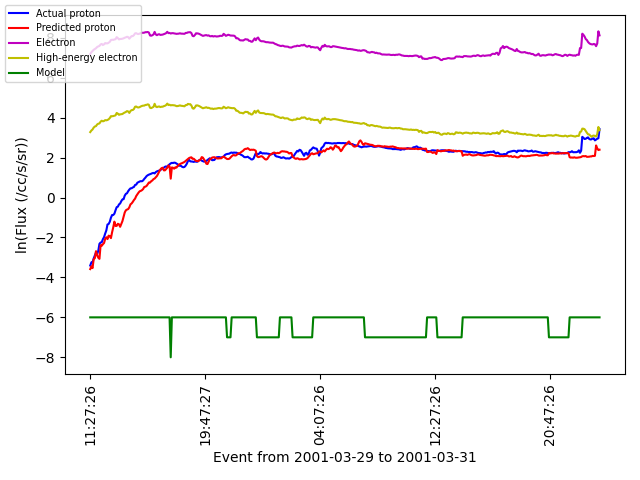 Actual proton
Predicted proton
Electron
High-energy electron
Model
8
6
4
2
0
−2
−4
−6
−8
ln(Flux (/cc/s/sr))
11:27:26
19:47:27
04:07:26
12:27:26
20:47:26
Event from 2001-03-29 to 2001-03-31